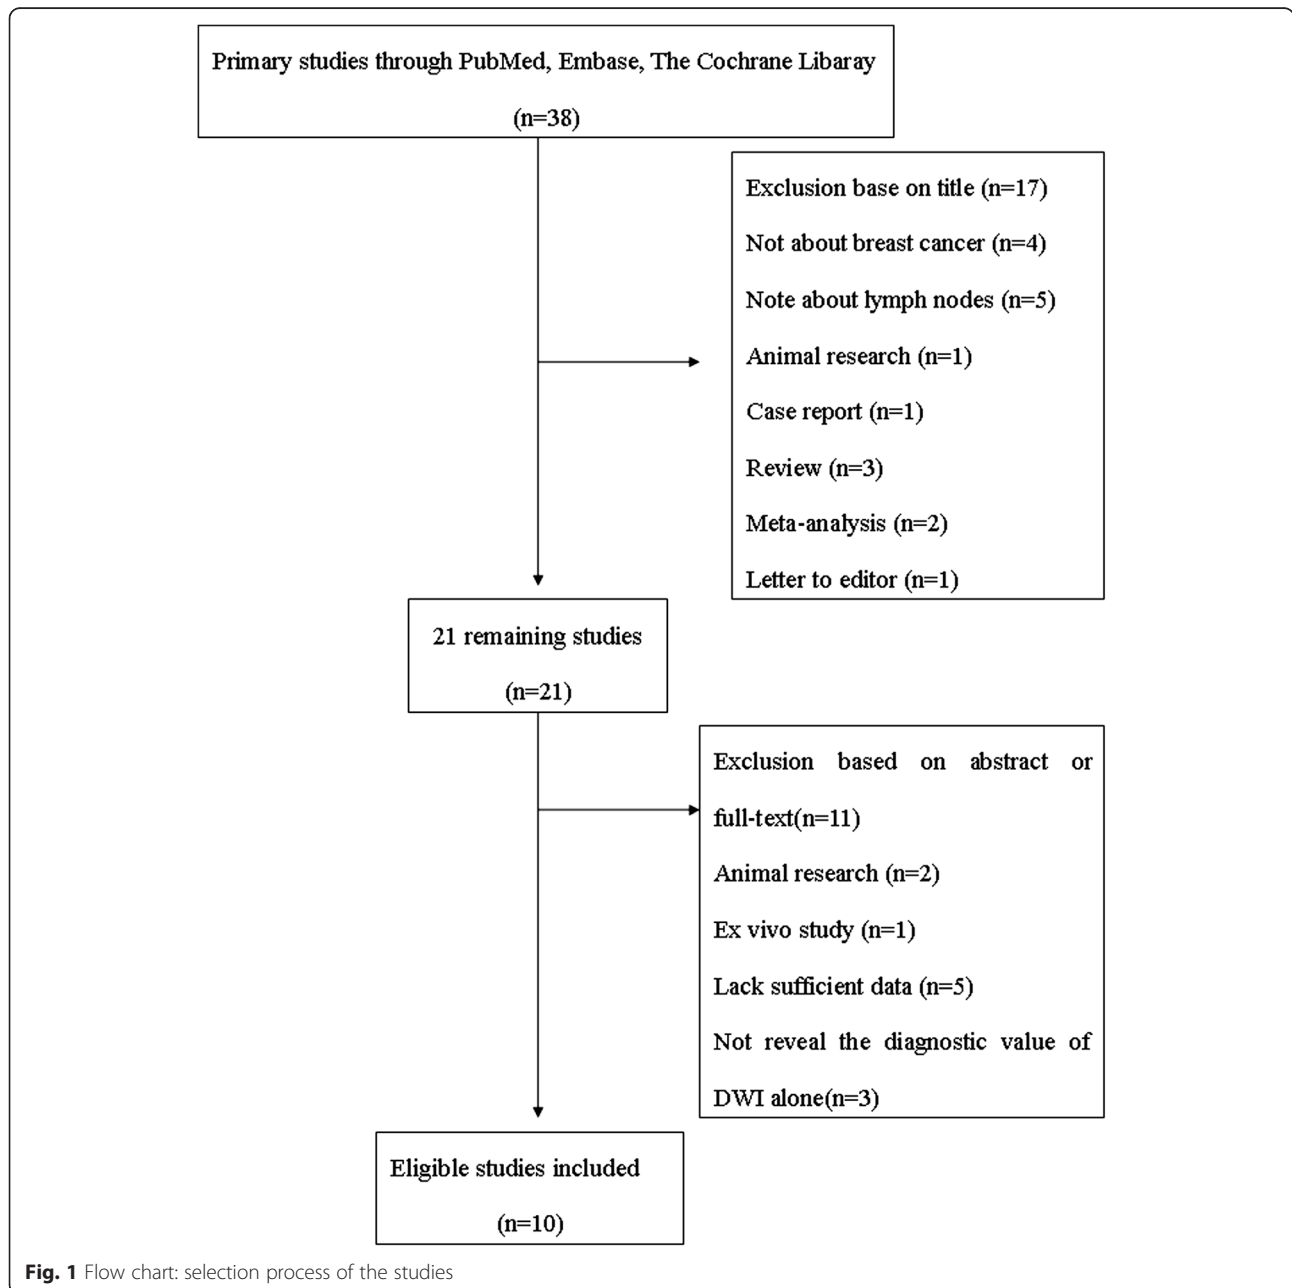 Primary studies through PubMed, Embase, The Cochrane Libaray
(n=38)
Exclusion base on title (n=17)
Not about breast cancer (n=4)
Note about lymph nodes (n=5)
Animal research (n=1)
Case report (n=1)
Review (n=3)
Meta-analysis (n=2)
Letter to editor (n=1)
21 remaining studies
(n=21)
Exclusion based on abstract or
full-text(n=11)
Animal research (n=2)
Ex vivo study (n=1)
Lack sufficient data (n=5)
Not reveal the diagnostic value of
DWI alone(n=3)
Eligible studies included
(n=10)
Fig. 1 Flow chart: selection process of the studies